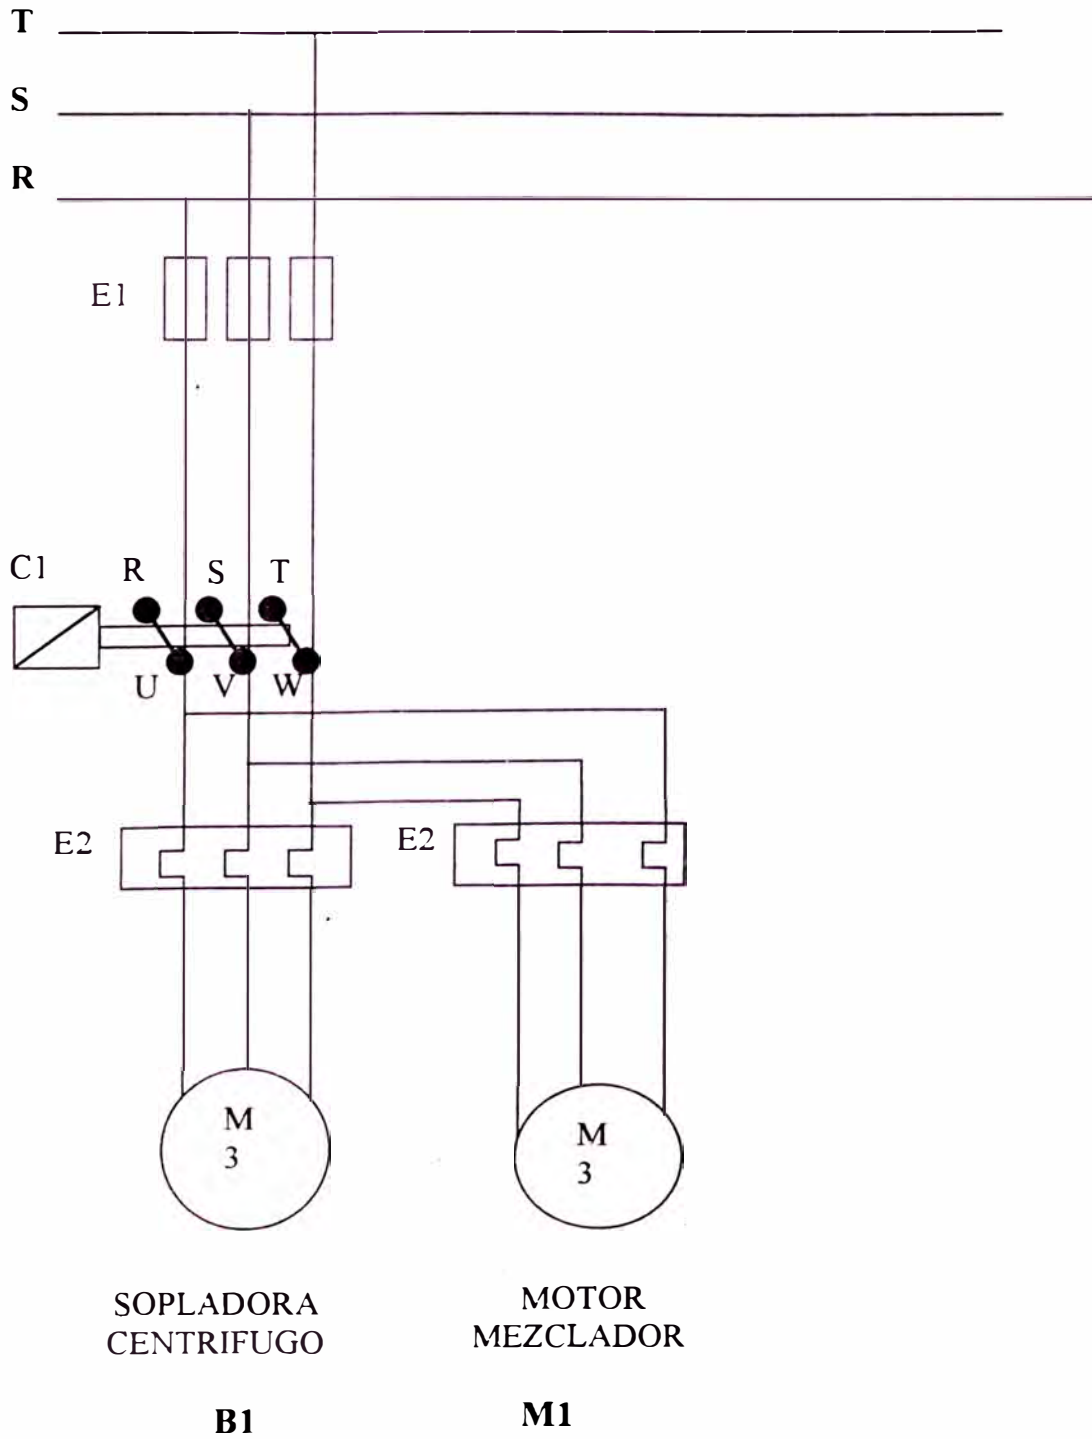 T
S
R
E1
C1 R S T
U V W
E2 E2
M
3
M
3
SOPLADORA
CENTRIFUGO
MOTOR
MEZCLADOR
B1 M1